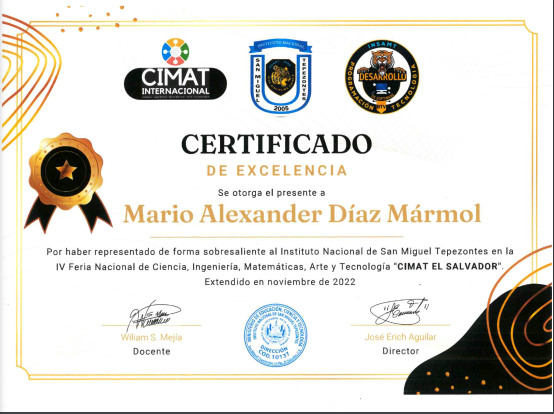 CIMAT
INTERNACIONAL
INSTITUTO NACIONAL
SAN MIGUEL
TEPEZONTES
2005
INSAMT
PROGRAMACIÓN
DESARROLLO
TECNOLOGIA
CERTIFICADO
DE EXCELENCIA
Se otorga el presente a
Mario Alexander Díaz Mármol
Por haber representado de forma sobresaliente al Instituto Nacional de San Miguel Tepezontes en la
IV Feria Nacional de Ciencia, Ingeniería, Matemáticas, Arte y Tecnología "CIMAT EL SALVADOR".
Extendido en noviembre de 2022
William S. Mejía
Docente
DIRECCIÓN
COD. 10137
José Erich Aguilar
Director